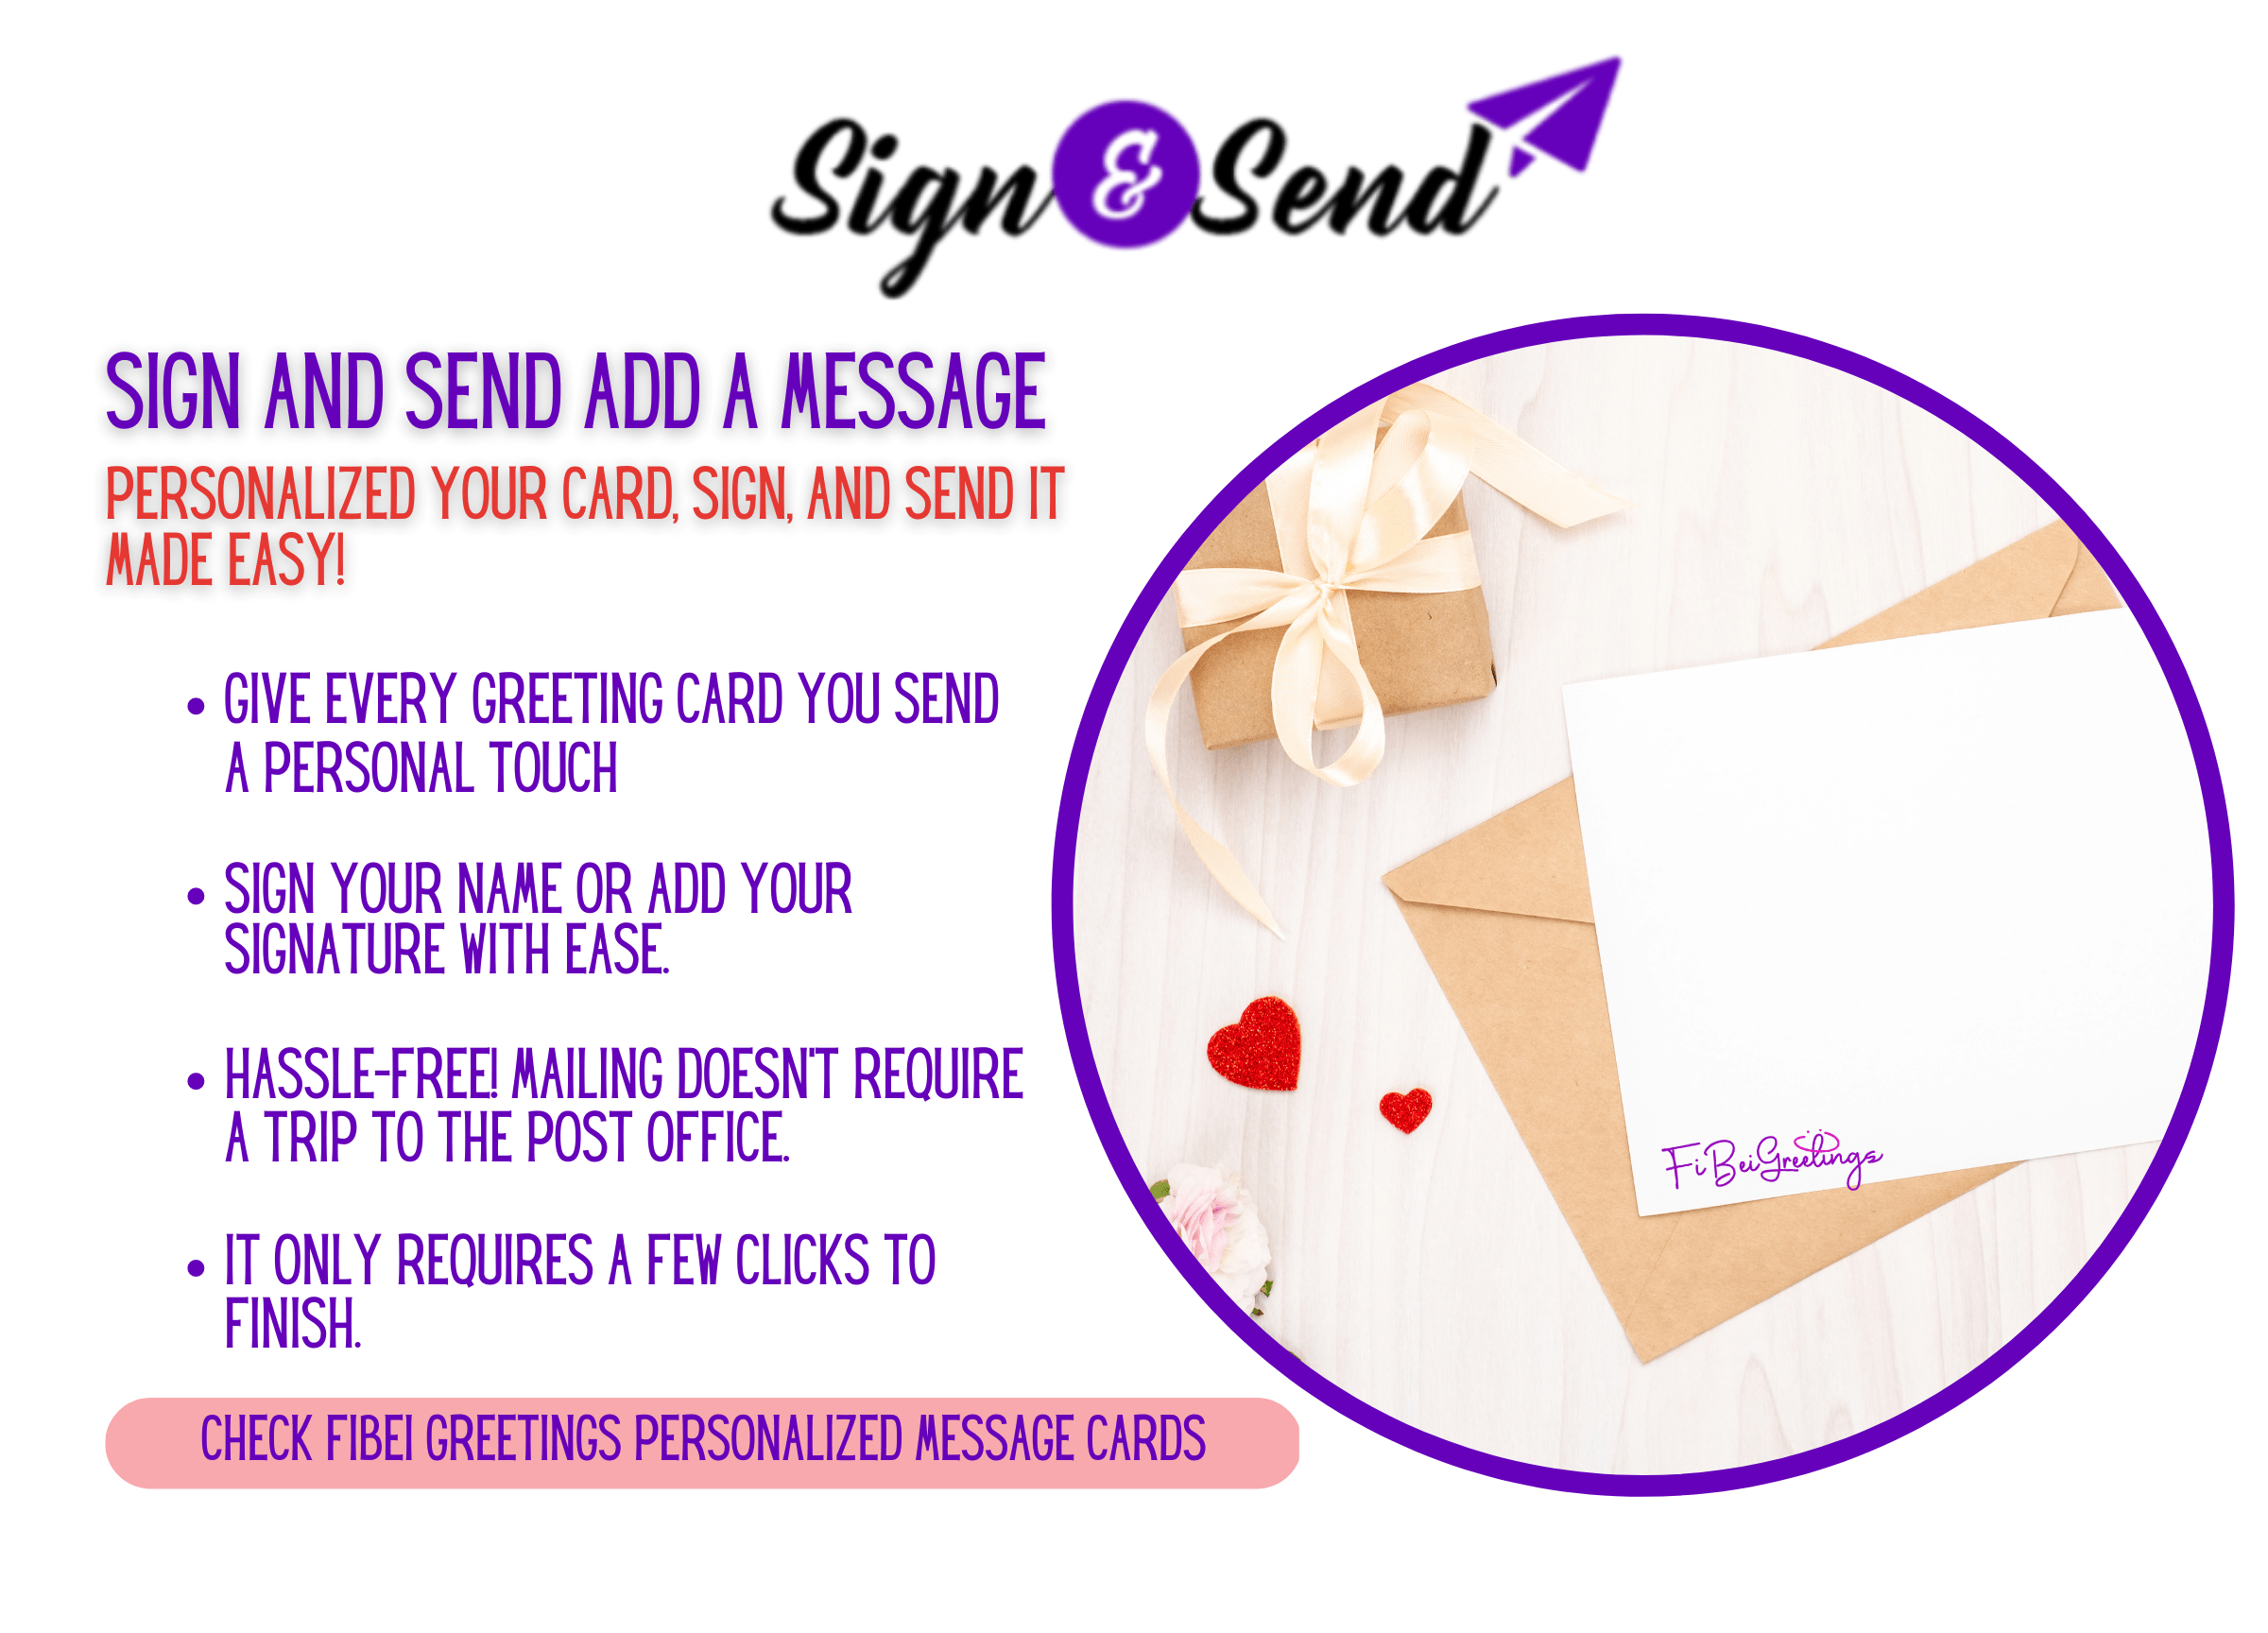 Sign & Send
SIGN AND SEND ADD A MESSAGE
PERSONALIZED YOUR CARD, SIGN, AND SEND IT
MADE EASY!
• GIVE EVERY GREETING CARD YOU SEND
A PERSONAL TOUCH
• SIGN YOUR NAME OR ADD YOUR
SIGNATURE WITH EASE.
• HASSLE-FREE! MAILING DOESN'T REQUIRE
A TRIP TO THE POST OFFICE.
• IT ONLY REQUIRES A FEW CLICKS TO
FINISH.
CHECK FIBEI GREETINGS PERSONALIZED MESSAGE CARDS
FiBeiGreetings